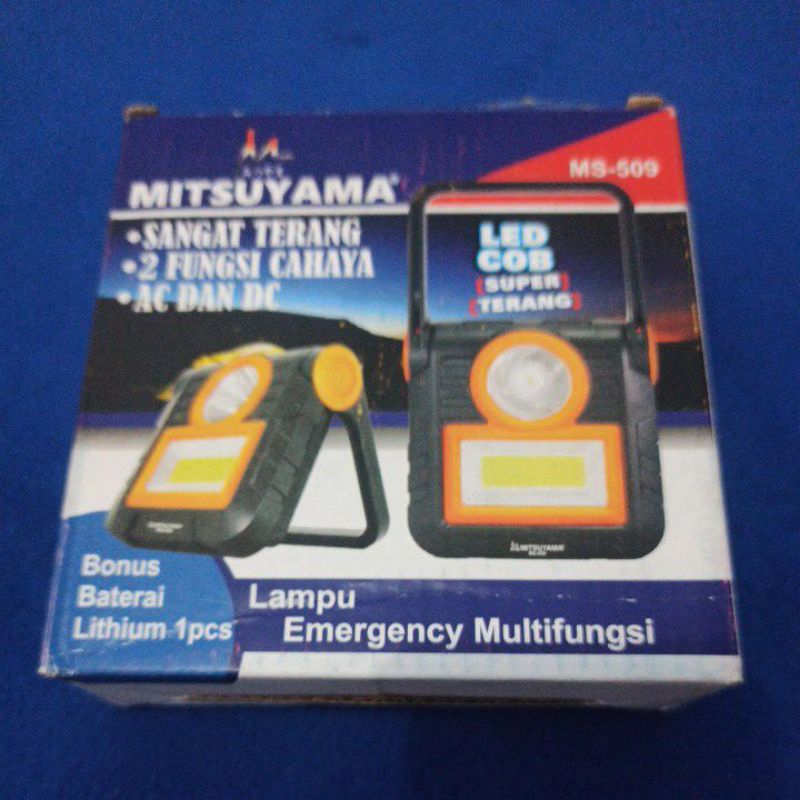 MITSUYAMA®
MS-509
•SANGAT TERANG
•2 FUNGSI CAHAYA
•AC DAN DC
LED
COB
[SUPER]
[TERANG]
MITSUYAMA
Bonus
Baterai
Lithium 1pcs
Lampu
Emergency Multifungsi